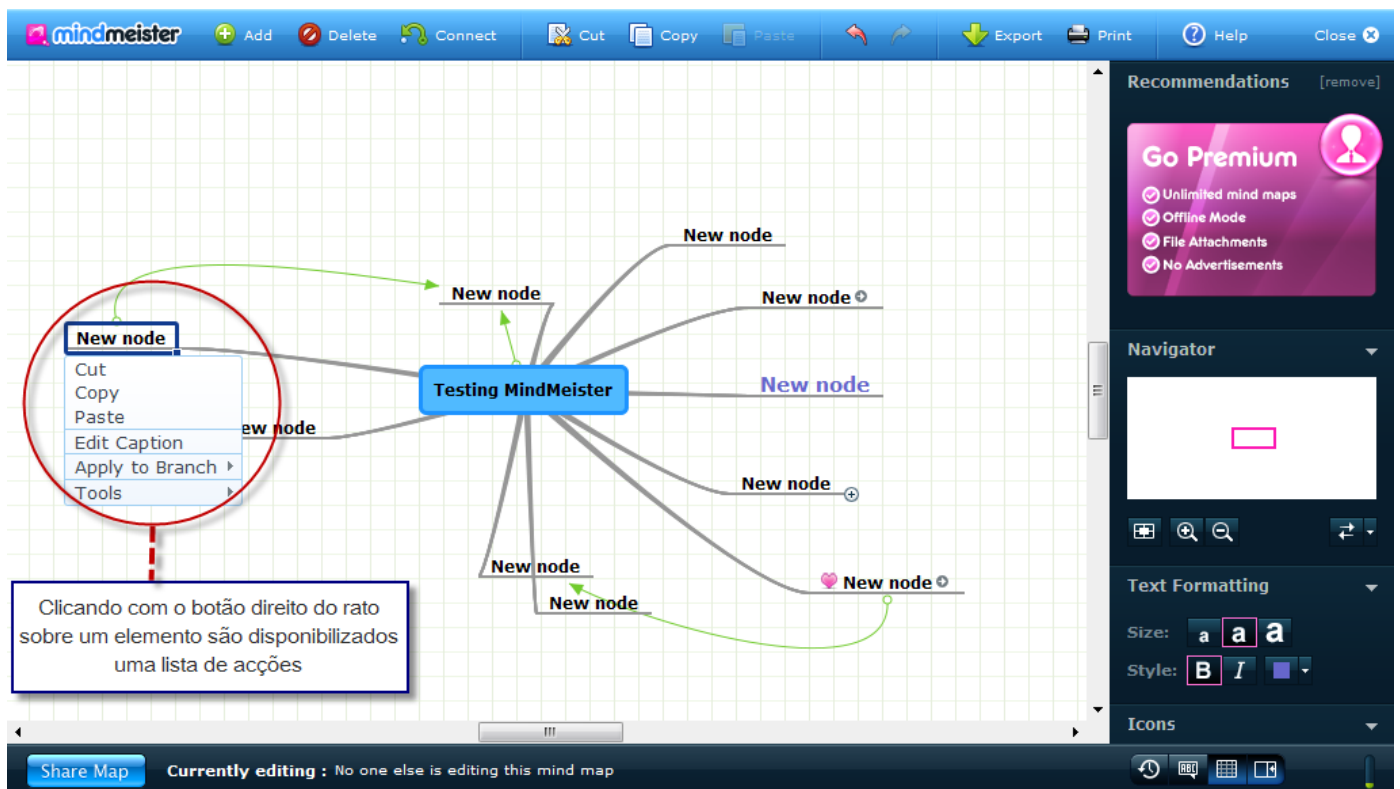 mindmeister Add Delete Connect Cut Copy Paste Export Print Help Close
Recommendations [remove]
Go Premium
Unlimited mind maps
Offline Mode
File Attachments
No Advertisements
New node
New node
New node
New node
Cut
Copy
Paste
Edit Caption
Apply to Branch
Tools
Testing MindMeister
New node
ew node
New node
New node
New node
New node
Clicando com o botão direito do rato
sobre um elemento são disponibilizados
uma lista de acções
Navigator
Text Formatting
Size: a a a
Style: B I
Icons
Share Map Currently editing : No one else is editing this mind map
ABC